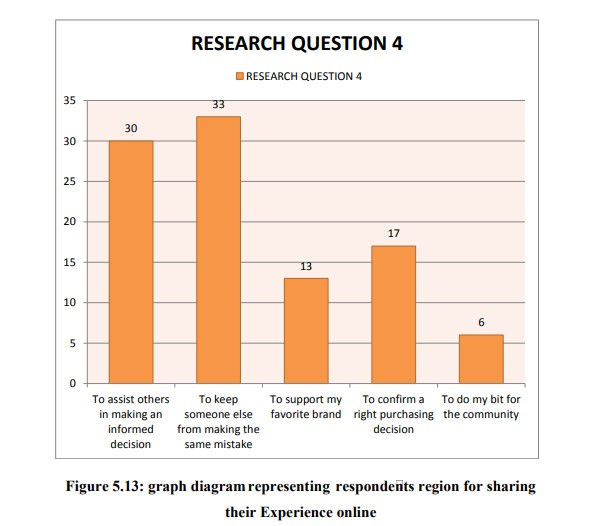 RESEARCH QUESTION 4
RESEARCH QUESTION 4
35
30
25
20
15
10
5
0
30
33
13
17
6
To assist others
in making an
informed
decision
To keep
someone else
from making the
same mistake
To support my
favorite brand
To confirm a
right purchasing
decision
To do my bit for
the community
Figure 5.13: graph diagram representing respondents region for sharing
their Experience online